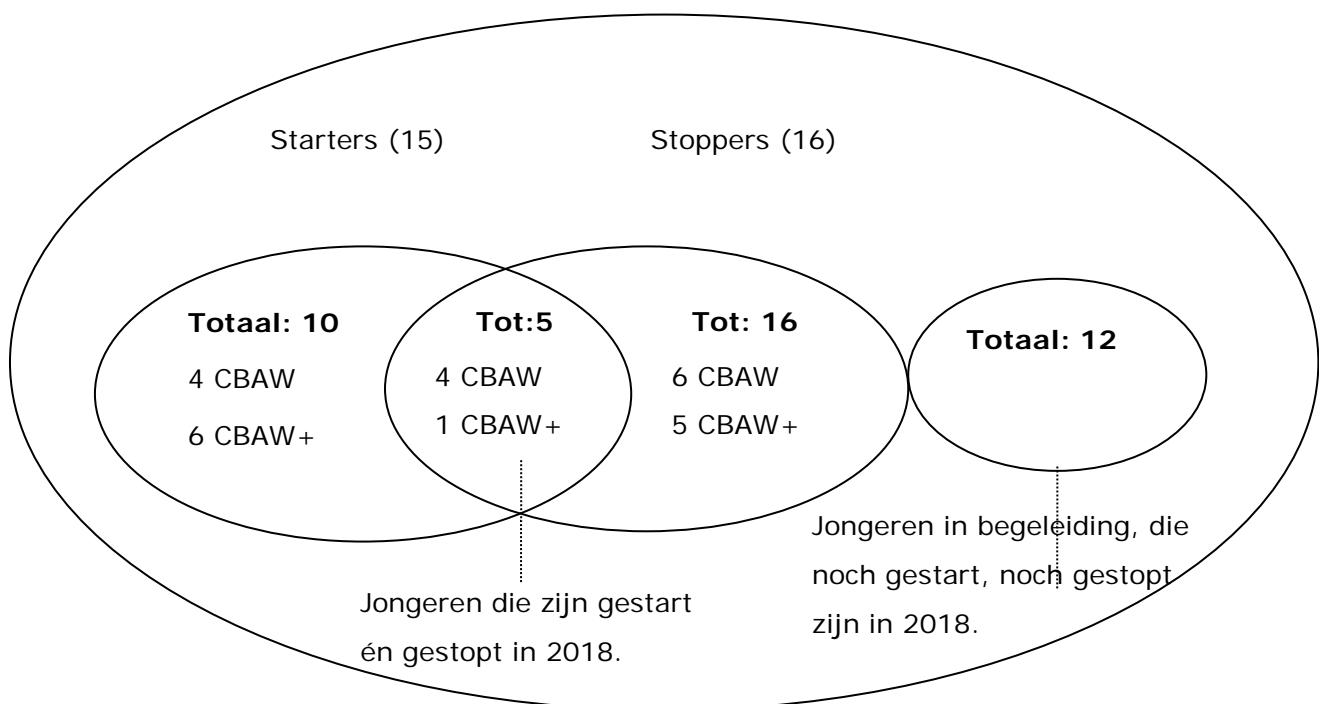 Starters (15)
Stoppers (16)
Totaal: 10
4 CBAW
6 CBAW+
Tot:5
4 CBAW
1 CBAW+
Tot: 16
6 CBAW
5 CBAW+
Totaal: 12
Jongeren die zijn gestart
én gestopt in 2018.
Jongeren in begeleiding, die
noch gestart, noch gestopt
zijn in 2018.